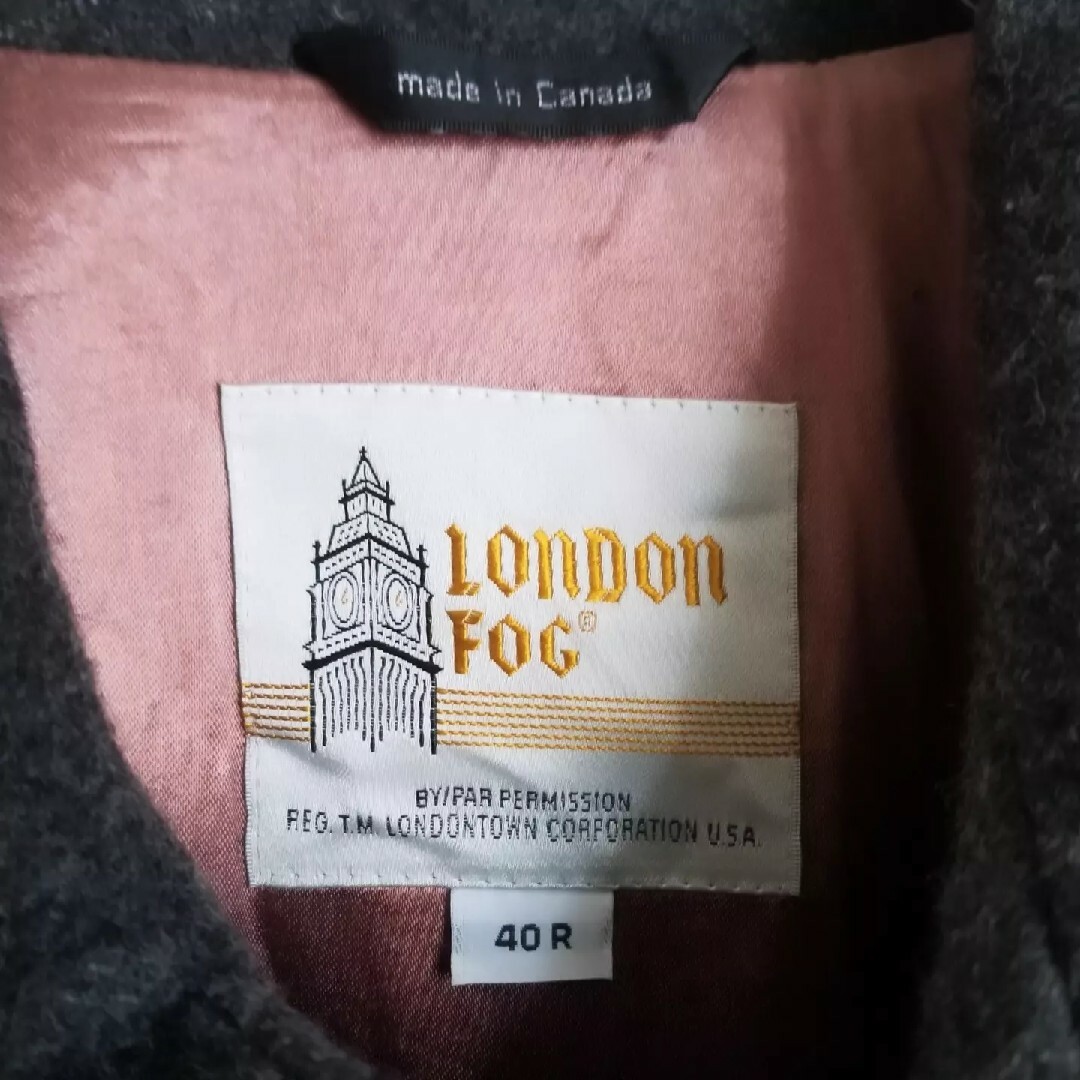 made in Canada
LONDON
FOG®
BY/PAR PERMISSION
REG. T.M. LONDONTOWN CORPORATION U.S.A.
40 R